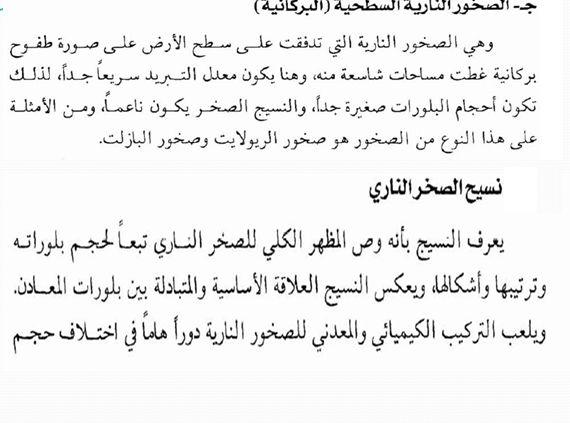 جـ- الصخور النارية السطحية (البركانية)
وهي الصخور النارية التي تدفقت على سطح الأرض على صورة طفوح
بركانية غطت مساحات شاسعة منه، وهنا يكون معدل التبريد سريعاً جداً، لذلك
تكون أحجام البلورات صغيرة جداً، والنسيج الصخر يكون ناعماً، ومن الأمثلة
على هذا النوع من الصخور هو صخور الريولايت وصخور البازلت.
نسيج الصخر الناري
يعرف النسيج بأنه وص المظهر الكلي للصخر الناري تبعاً لحجم بلوراته
وترتيبها وأشكالها، ويعكس النسيج العلاقة الأساسية والمتبادلة بين بلورات المعادن.
ويلعب التركيب الكيميائي والمعدني للصخور النارية دوراً هاماً في اختلاف حجم